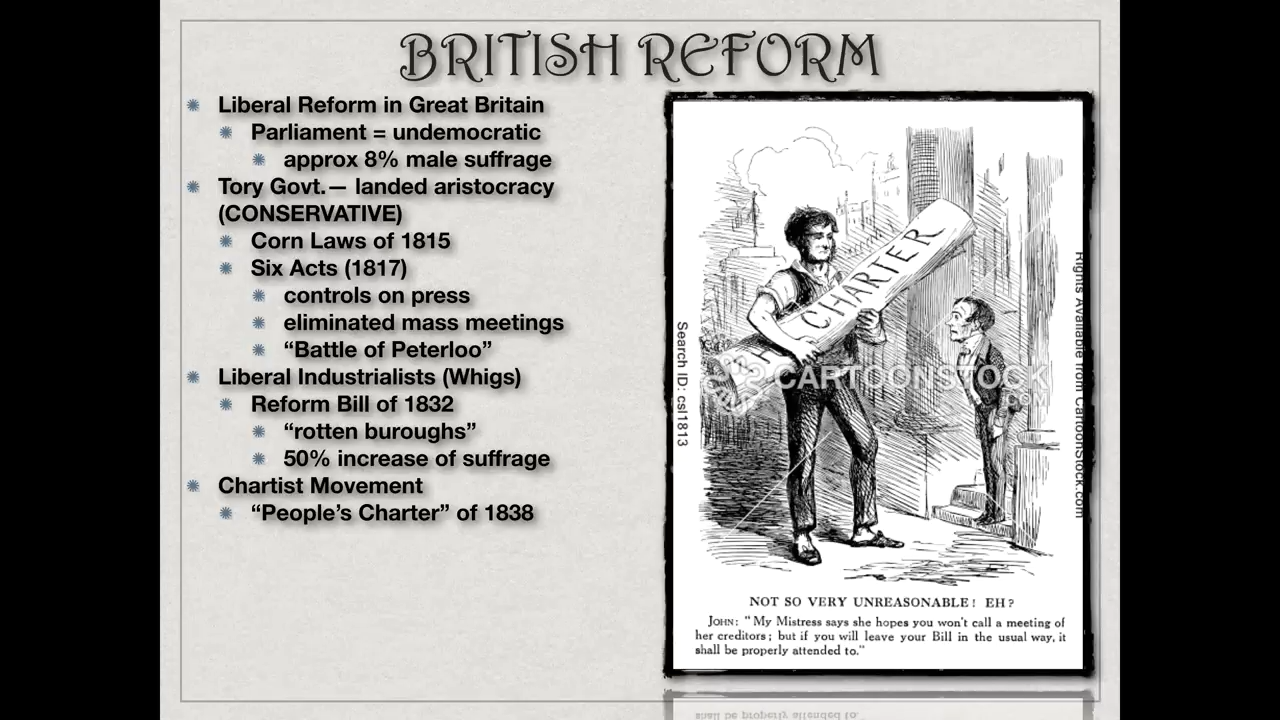 BRITISH REFORM
Liberal Reform in Great Britain
Parliament = undemocratic
approx 8% male suffrage
Tory Govt.— landed aristocracy
(CONSERVATIVE)
Corn Laws of 1815
Six Acts (1817)
controls on press
eliminated mass meetings
“Battle of Peterloo”
Liberal Industrialists (Whigs)
Reform Bill of 1832
“rotten buroughs”
50% increase of suffrage
Chartist Movement
“People’s Charter” of 1838
CHARTER
CARTOONSTOCK
.COM
Search ID: csl1813
Rights Available from CartoonStock.com
NOT SO VERY UNREASONABLE! EH?
JOHN: “My Mistress says she hopes you won't call a meeting of
her creditors; but if you will leave your Bill in the usual way, it
shall be properly attended to.”
shall be properly attended to.